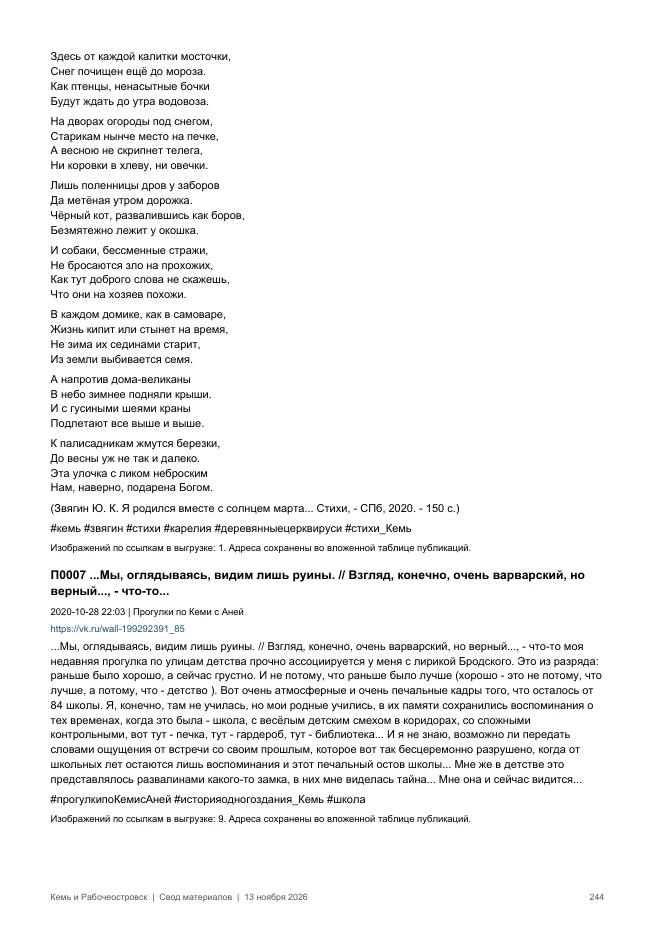 Здесь от каждой калитки мосточки,
Снег почищен ещё до мороза.
Как птенцы, ненасытные бочки
Будут ждать до утра водовоза.
На дворах огороды под снегом,
Старикам нынче место на печке,
А весною не скрипнет телега,
Ни коровки в хлеву, ни овечки.
Лишь поленницы дров у заборов
Да метёная утром дорожка.
Чёрный кот, развалившись как боров,
Безмятежно лежит у окошка.
И собаки, бессменные стражи,
Не бросаются зло на прохожих,
Как тут доброго слова не скажешь,
Что они на хозяев похожи.
В каждом домике, как в самоваре,
Жизнь кипит или стынет на время,
Не зима их сединами старит,
Из земли выбивается семя.
А напротив дома-великаны
В небо зимнее подняли крыши.
И с гусиными шеями краны
Подлетают все выше и выше.
К палисадникам жмутся березки,
До весны уж не так и далеко.
Эта улочка с ликом неброским
Нам, наверно, подарена Богом.
(Звягин Ю. К. Я родился вместе с солнцем марта... Стихи, - СПб, 2020. - 150 с.)
#кемь #звягин #стихи #карелия #деревянныецерквируси #стихи_Кемь
Изображений по ссылкам в выгрузке: 1. Адреса сохранены во вложенной таблице публикаций.
П0007 ...Мы, оглядываясь, видим лишь руины. // Взгляд, конечно, очень варварский, но
верный..., - что-то...
2020-10-28 22:03 | Прогулки по Кеми с Аней
https://vk.ru/wall-199292391_85
...Мы, оглядываясь, видим лишь руины. // Взгляд, конечно, очень варварский, но верный..., - что-то моя
недавняя прогулка по улицам детства прочно ассоциируется у меня с лирикой Бродского. Это из разряда:
раньше было хорошо, а сейчас грустно. И не потому, что раньше было лучше (хорошо - это не потому, что
лучше, а потому, что - детство ). Вот очень атмосферные и очень печальные кадры того, что осталось от
84 школы. Я, конечно, там не училась, но мои родные учились, в их памяти сохранились воспоминания о
тех временах, когда это была - школа, с весёлым детским смехом в коридорах, со сложными
контрольными, вот тут - печка, тут - гардероб, тут - библиотека... И я не знаю, возможно ли передать
словами ощущения от встречи со своим прошлым, которое вот так бесцеремонно разрушено, когда от
школьных лет остаются лишь воспоминания и этот печальный остов школы... Мне же в детстве это
представлялось развалинами какого-то замка, в них мне виделась тайна... Мне она и сейчас видится...
#прогулкипоКемисАней #историяодногоздания_Кемь #школа
Изображений по ссылкам в выгрузке: 9. Адреса сохранены во вложенной таблице публикаций.
Кемь и Рабочеостровск | Свод материалов | 13 ноября 2026
244